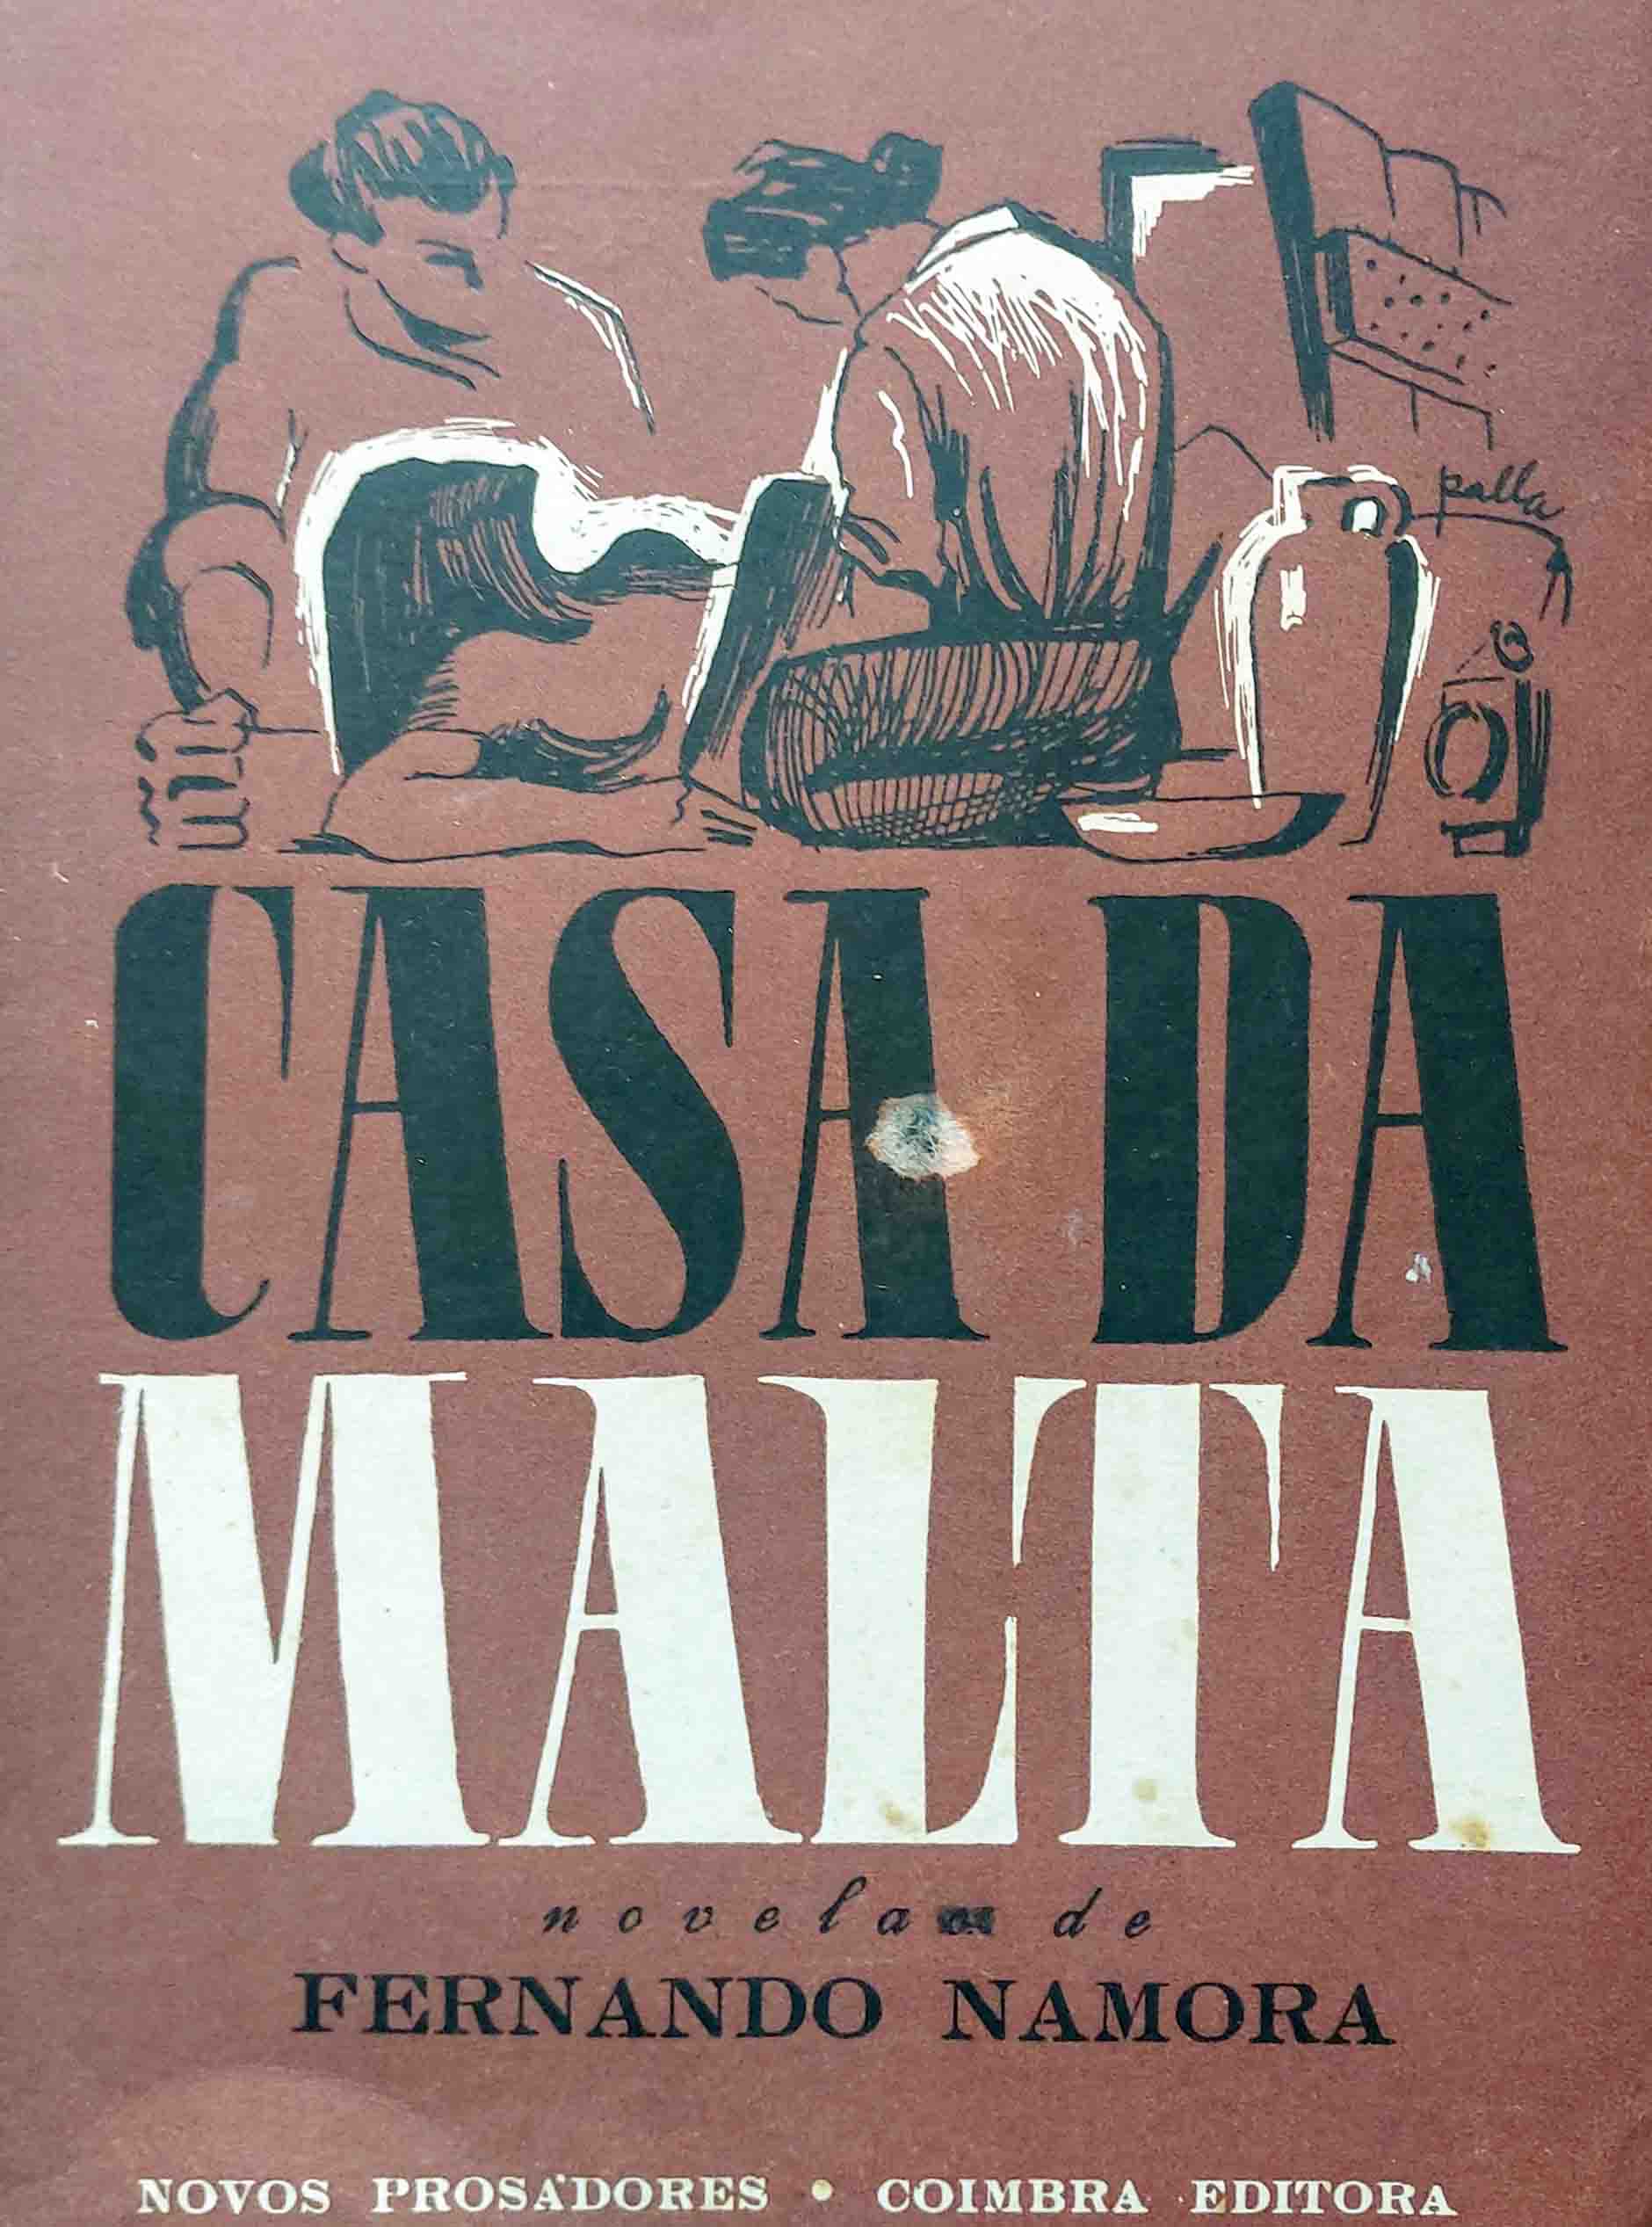 palla
CASA DA
MALTA
novela de
FERNANDO NAMORA
NOVOS PROSADORES • COIMBRA EDITORA